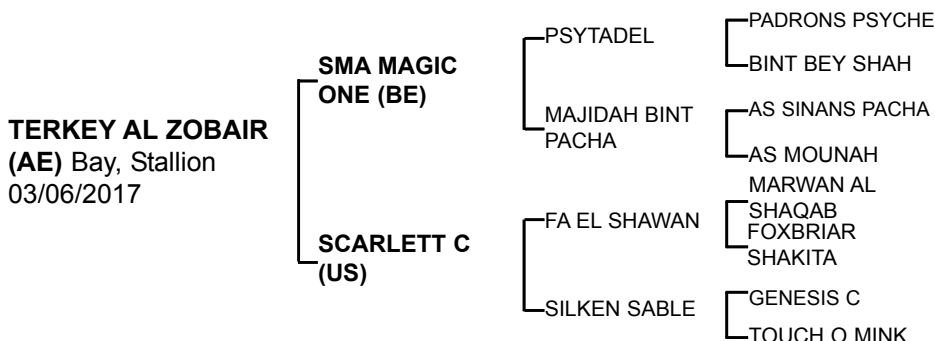 TERKEY AL ZOBAIR
(AE) Bay, Stallion
03/06/2017
SMA MAGIC
ONE (BE)
SCARLETT C
(US)
PSYTADEL
MAJIDAH BINT
PACHA
FA EL SHAWAN
SILKEN SABLE
PADRONS PSYCHE
BINT BEY SHAH
AS SINANS PACHA
AS MOUNAH
MARWAN AL
SHAQAB
FOXBRIAR
SHAKITA
GENESIS C
TOUCH O MINK